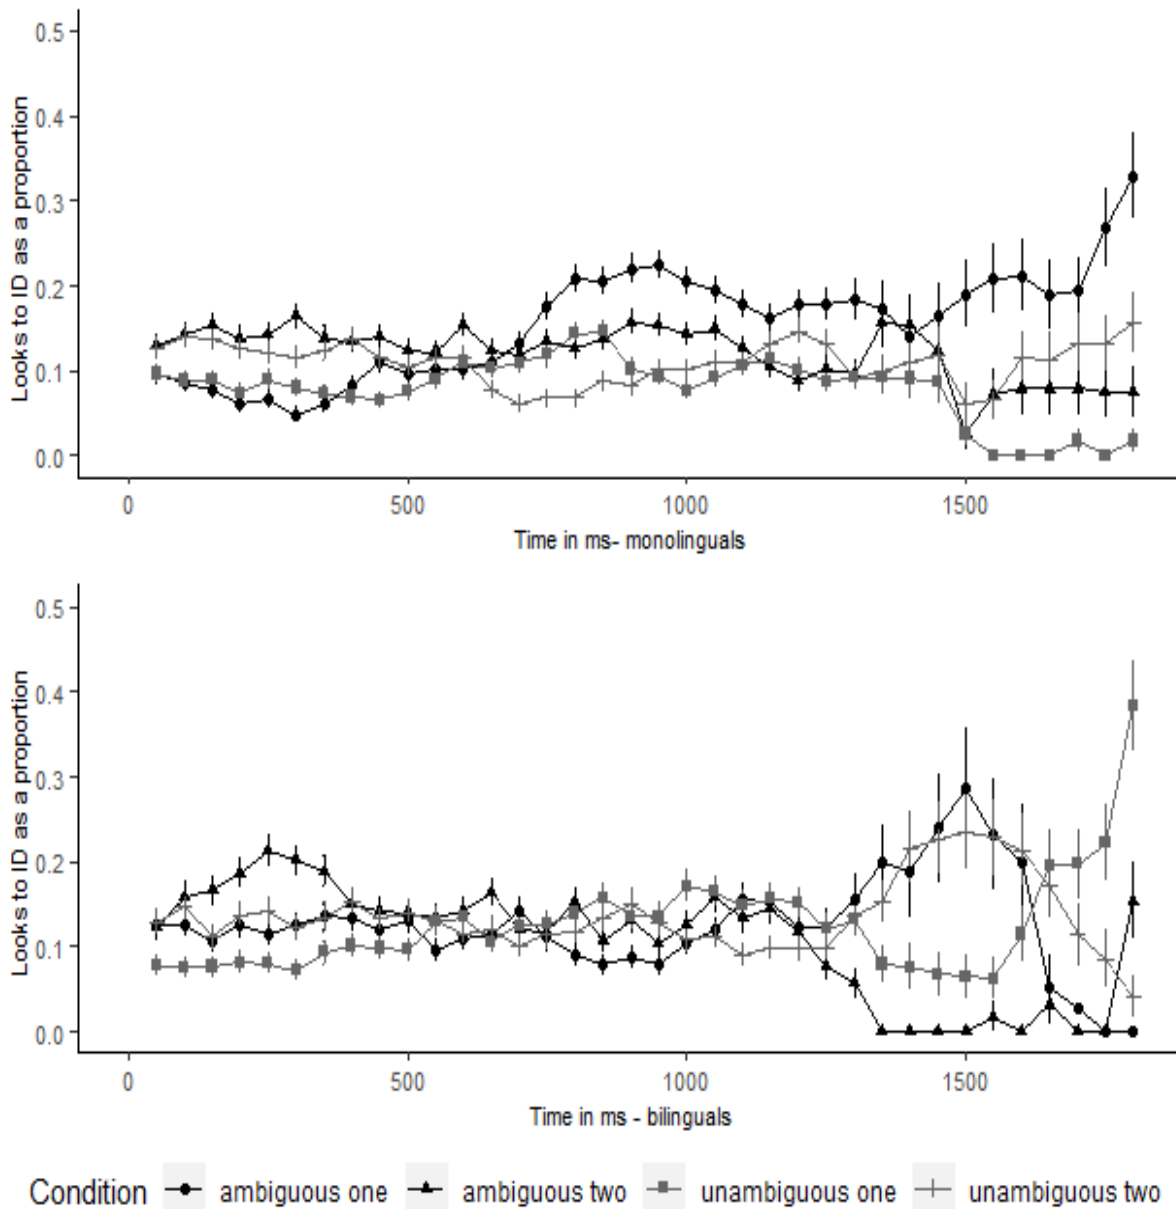 Looks to ID as a proportion
0.5
0.4
0.3
0.2
0.1
0.0
0 500 1000 1500
Time in ms- monolinguals
Looks to ID as a proportion
0.5
0.4
0.3
0.2
0.1
0.0
0 500 1000 1500
Time in ms - bilinguals
Condition ambiguous one ambiguous two unambiguous one unambiguous two